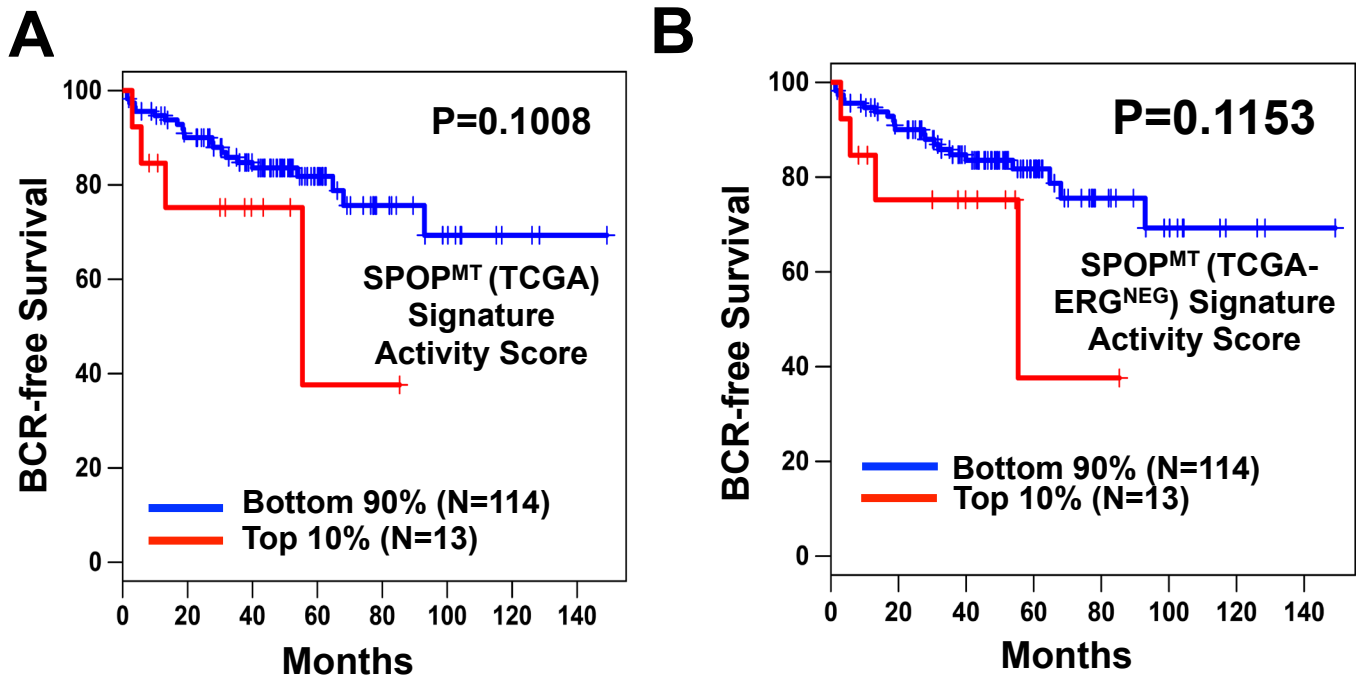 A
BCR-free Survival
100
80
60
40
20
0
P=0.1008
SPOPᴹᵀ (TCGA)
Signature
Activity Score
Bottom 90% (N=114)
Top 10% (N=13)
0 20 40 60 80 100 120 140
Months
B
BCR-free Survival
100
80
60
40
20
0
P=0.1153
SPOPᴹᵀ (TCGA-
ERGᴺᴱᴳ) Signature
Activity Score
Bottom 90% (N=114)
Top 10% (N=13)
0 20 40 60 80 100 120 140
Months